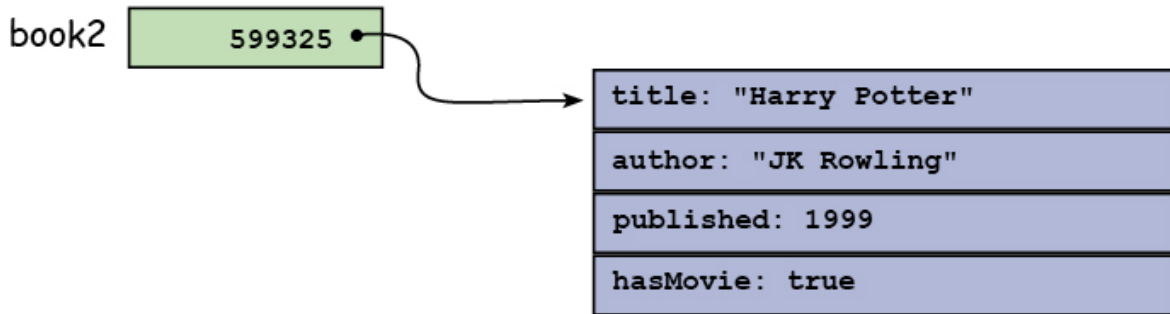 book2
599325
title: "Harry Potter"
author: "JK Rowling"
published: 1999
hasMovie: true